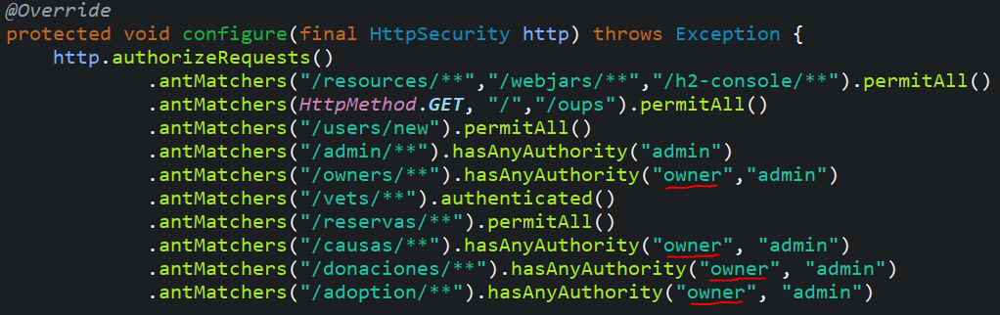 @Override
protected void configure(final HttpSecurity http) throws Exception {
    http.authorizeRequests()
            .antMatchers("/resources/**","/webjars/**","/h2-console/**").permitAll()
            .antMatchers(HttpMethod.GET, "/","/oups").permitAll()
            .antMatchers("/users/new").permitAll()
            .antMatchers("/admin/**").hasAnyAuthority("admin")
            .antMatchers("/owners/**").hasAnyAuthority("owner","admin")
            .antMatchers("/vets/**").authenticated()
            .antMatchers("/reservas/**").permitAll()
            .antMatchers("/causas/**").hasAnyAuthority("owner", "admin")
            .antMatchers("/donaciones/**").hasAnyAuthority("owner", "admin")
            .antMatchers("/adoption/**").hasAnyAuthority("owner", "admin")